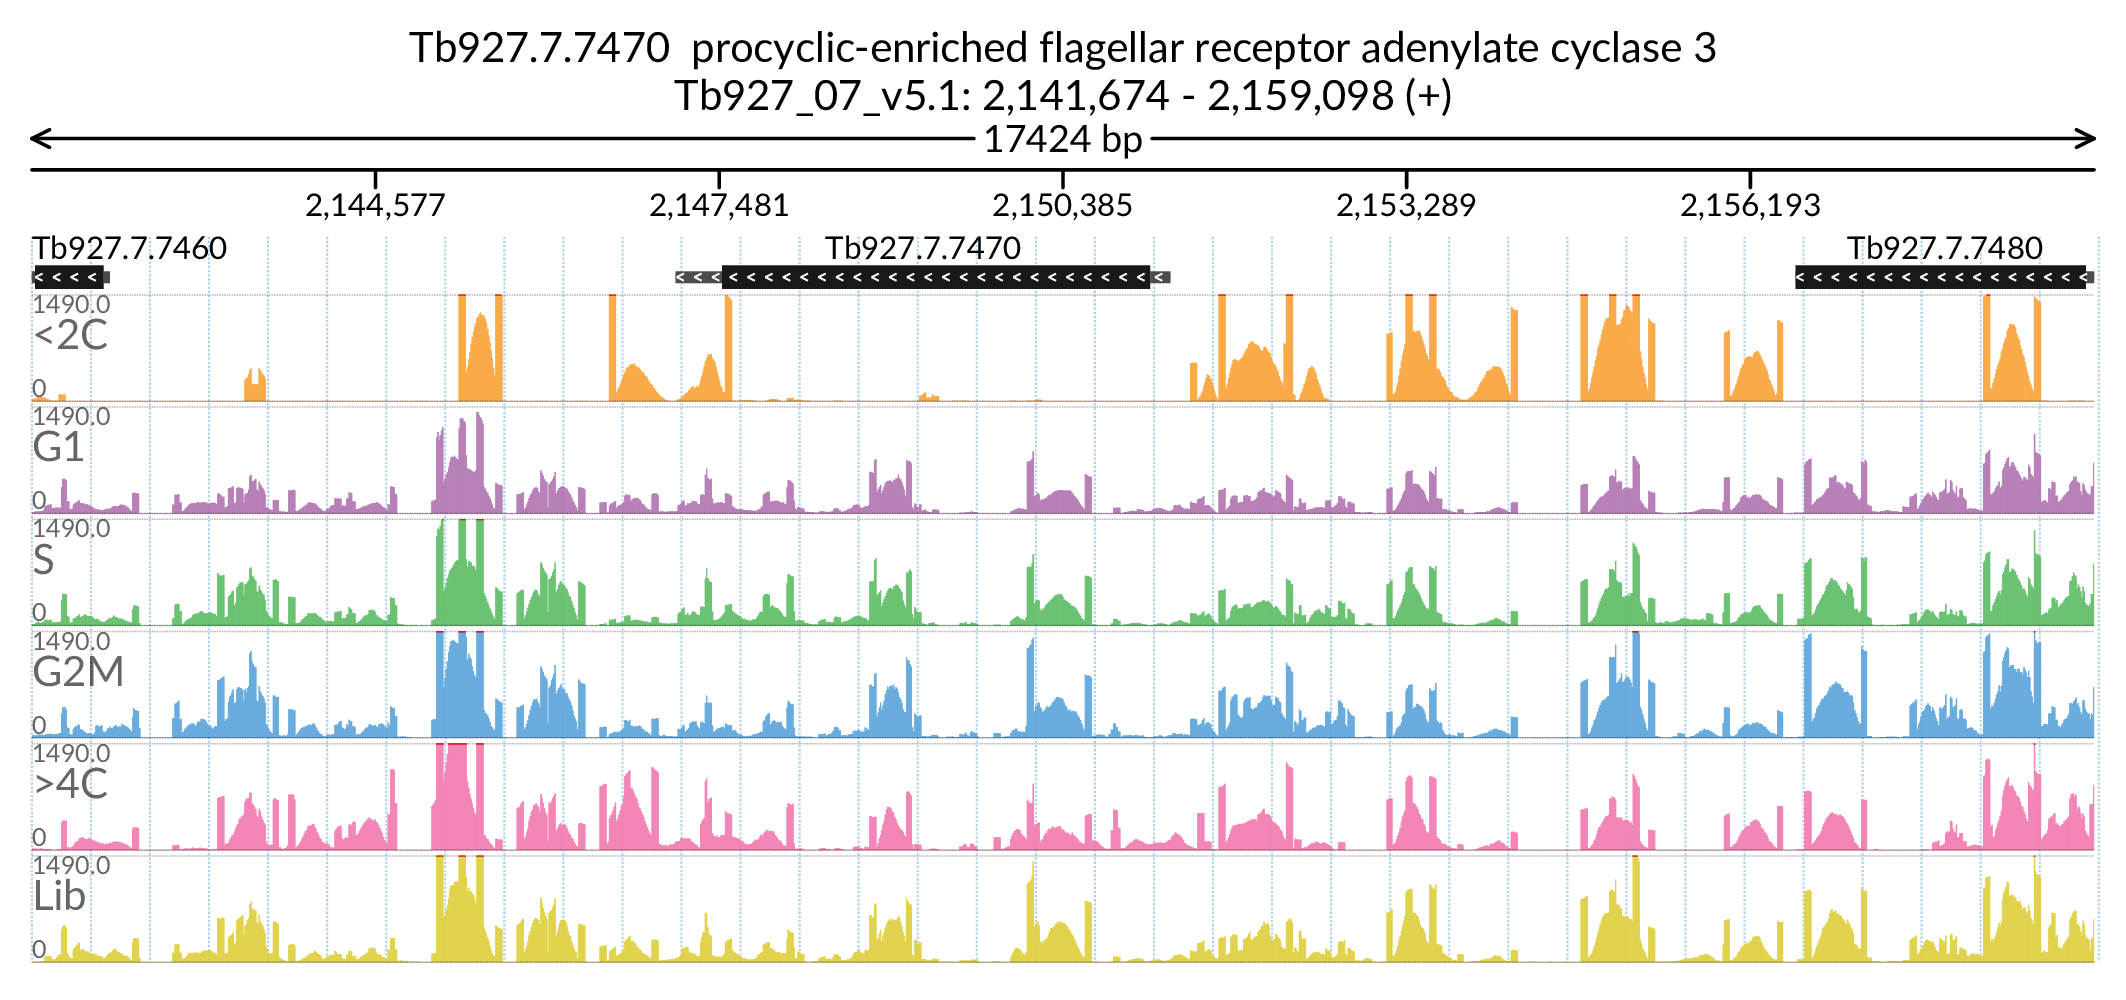 Tb927.7.7470 procyclic-enriched flagellar receptor adenylate cyclase 3
Tb927_07_v5.1: 2,141,674 - 2,159,098 (+)
17424 bp
2,144,577 2,147,481 2,150,385 2,153,289 2,156,193
Tb927.7.7460 Tb927.7.7470 Tb927.7.7480
1490.0
<2C
0
1490.0
G1
0
1490.0
S
0
1490.0
G2M
0
1490.0
>4C
0
1490.0
Lib
0